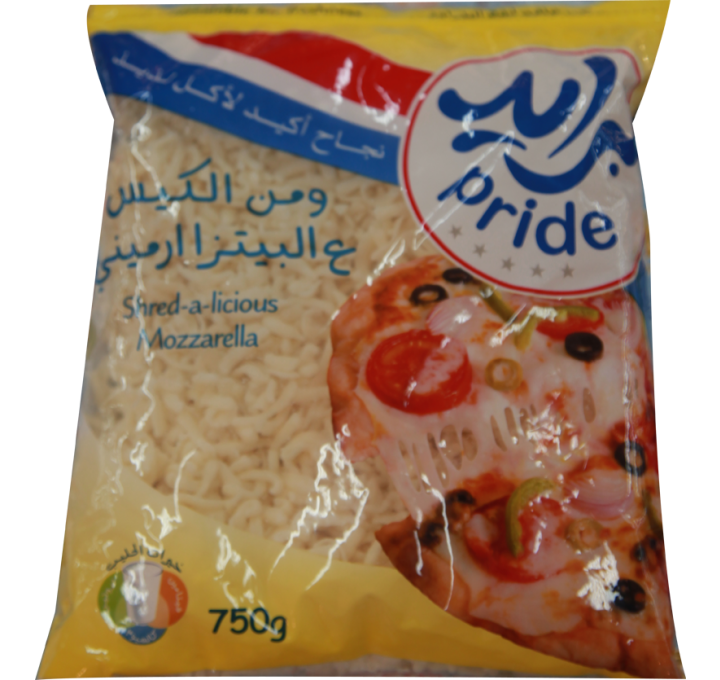 نجاح أكيد لأكل لذيذ
برايد
pride
ومن الكيس
ع البيتزا ارميني
Shred-a-licious
Mozzarella
750g